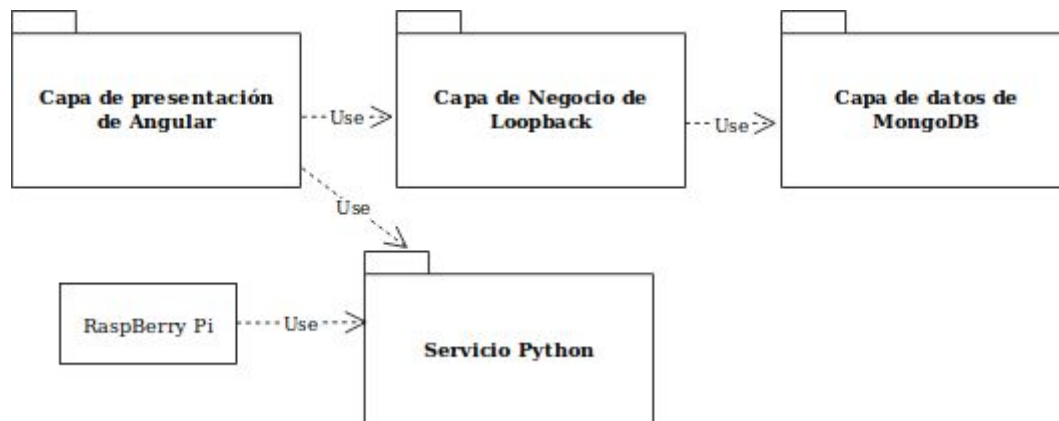 Capa de presentación
de Angular
Use
Capa de Negocio de
Loopback
Use
Capa de datos de
MongoDB
Use
RaspBerry Pi
Use
Servicio Python